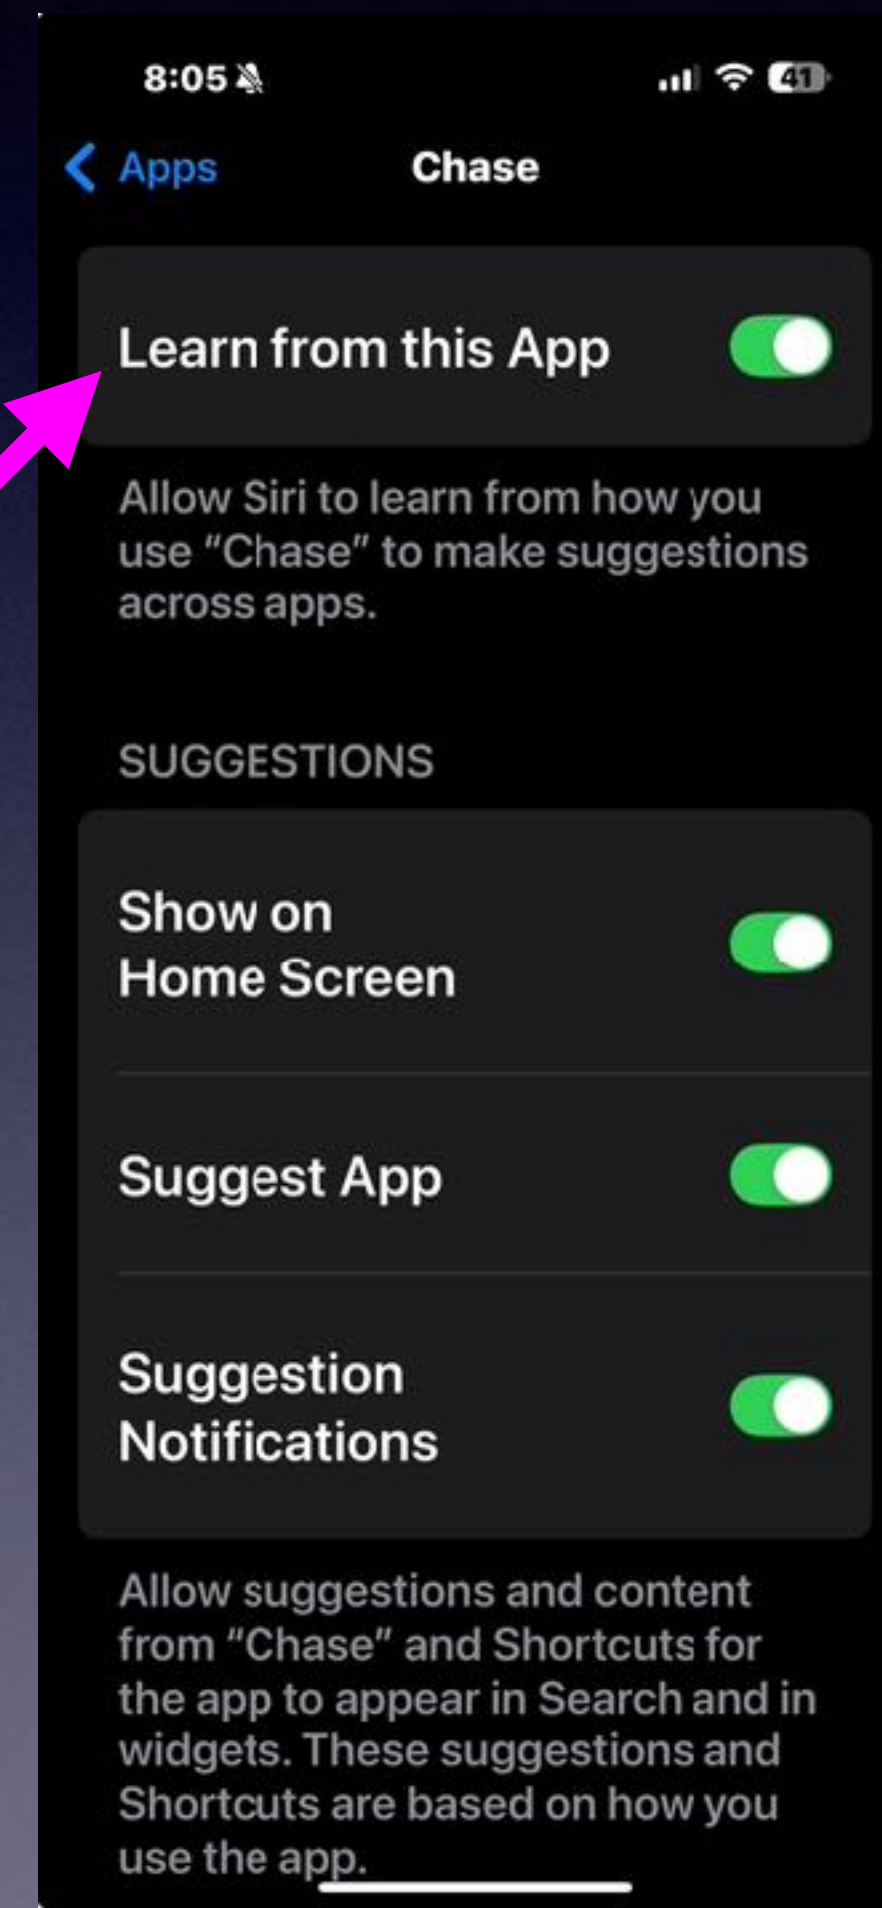 8:05
41
Apps
Chase
Learn from this App
Allow Siri to learn from how you
use “Chase” to make suggestions
across apps.
SUGGESTIONS
Show on
Home Screen
Suggest App
Suggestion
Notifications
Allow suggestions and content
from “Chase” and Shortcuts for
the app to appear in Search and in
widgets. These suggestions and
Shortcuts are based on how you
use the app.